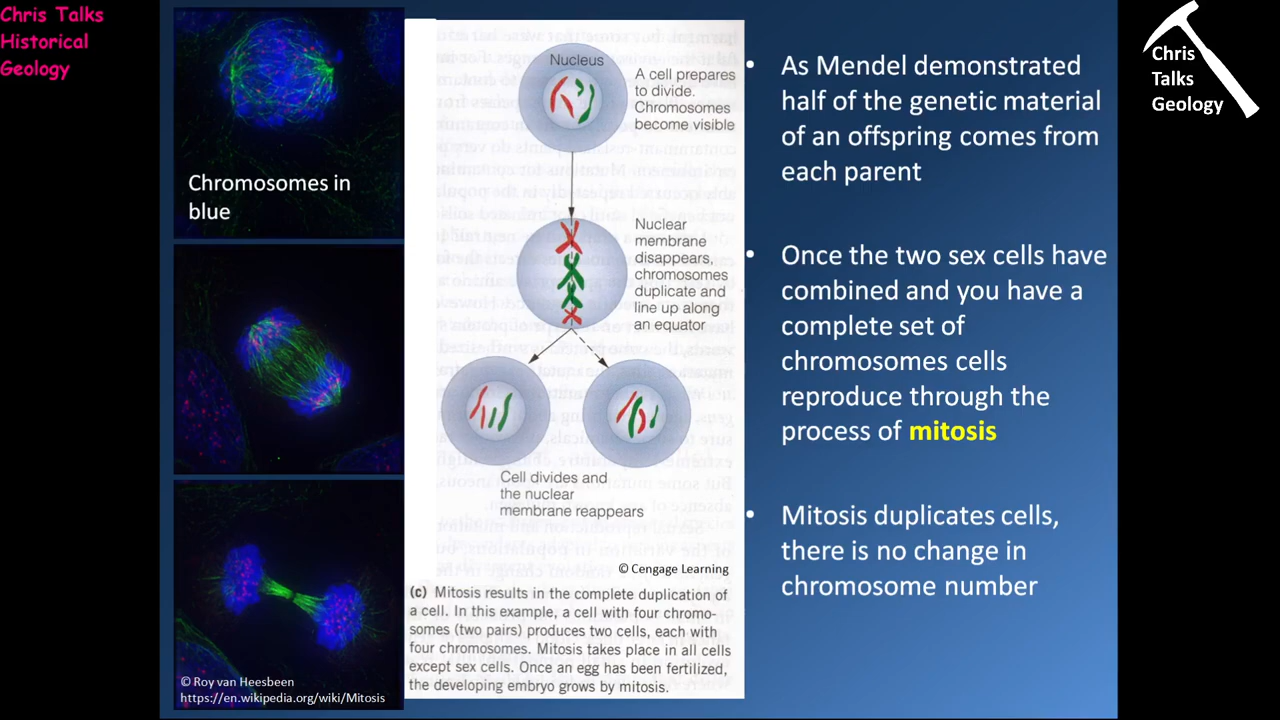 Chris Talks
Historical
Geology
Chromosomes in
blue
© Roy van Heesbeen
https://en.wikipedia.org/wiki/Mitosis
Nucleus
A cell prepares
to divide.
Chromosomes
become visible
Nuclear
membrane
disappears,
chromosomes
duplicate and
line up along
an equator
Cell divides and
the nuclear
membrane reappears
© Cengage Learning
(c) Mitosis results in the complete duplication of
a cell. In this example, a cell with four chromo-
somes (two pairs) produces two cells, each with
four chromosomes. Mitosis takes place in all cells
except sex cells. Once an egg has been fertilized,
the developing embryo grows by mitosis.
• As Mendel demonstrated
half of the genetic material
of an offspring comes from
each parent
• Once the two sex cells have
combined and you have a
complete set of
chromosomes cells
reproduce through the
process of mitosis
• Mitosis duplicates cells,
there is no change in
chromosome number
Chris
Talks
Geology